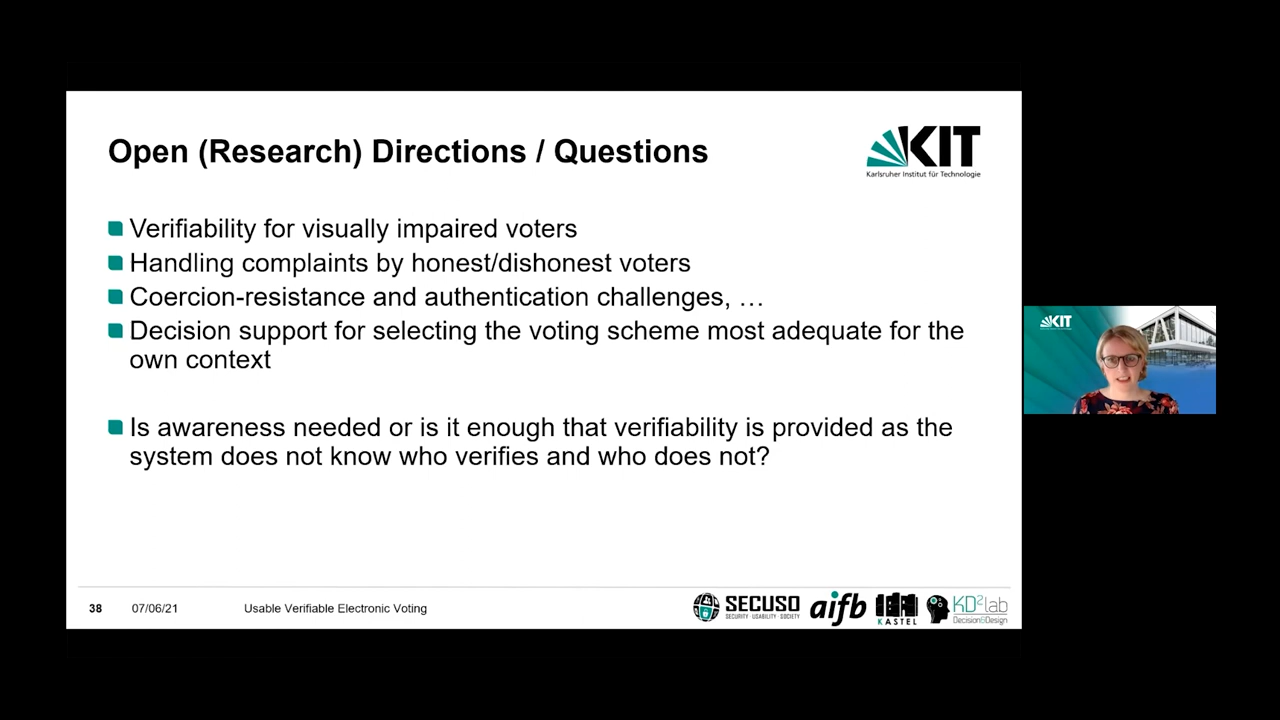 Open (Research) Directions / Questions
KIT
Karlsruher Institut für Technologie
Verifiability for visually impaired voters
Handling complaints by honest/dishonest voters
Coercion-resistance and authentication challenges, …
Decision support for selecting the voting scheme most adequate for the
own context
Is awareness needed or is it enough that verifiability is provided as the
system does not know who verifies and who does not?
KIT
38 07/06/21 Usable Verifiable Electronic Voting
SECUSO
SECURITY · USABILITY · SOCIETY
aifb
KASTEL
KD²lab
Decision&Design